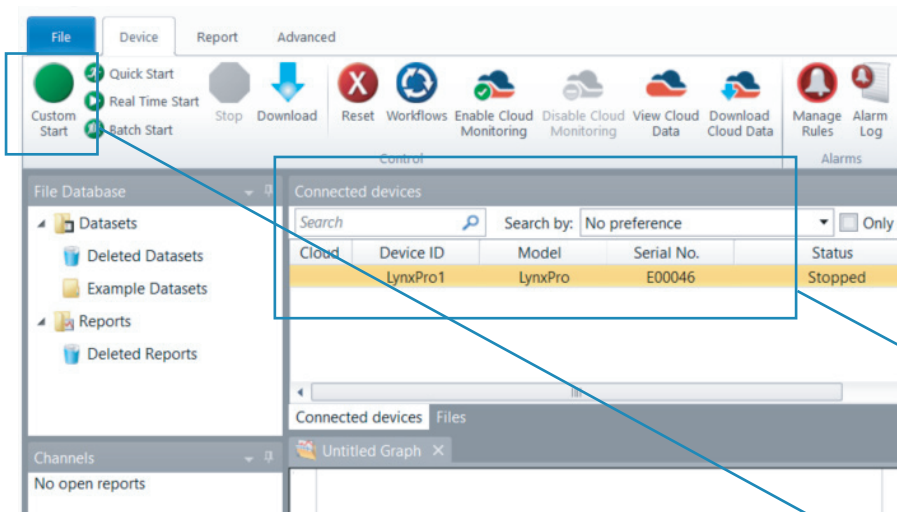 File Device Report Advanced
Custom Start
Quick Start
Real Time Start
Batch Start
Stop
Download
Reset
Workflows
Enable Cloud Monitoring
Disable Cloud Monitoring
View Cloud Data
Download Cloud Data
Manage Rules
Alarm Log
Control
Alarms
File Database
Datasets
Deleted Datasets
Example Datasets
Reports
Deleted Reports
Connected devices
Search Search by: No preference Only
Cloud Device ID Model Serial No. Status
LynxPro1 LynxPro E00046 Stopped
Connected devices Files
Channels
No open reports
Untitled Graph